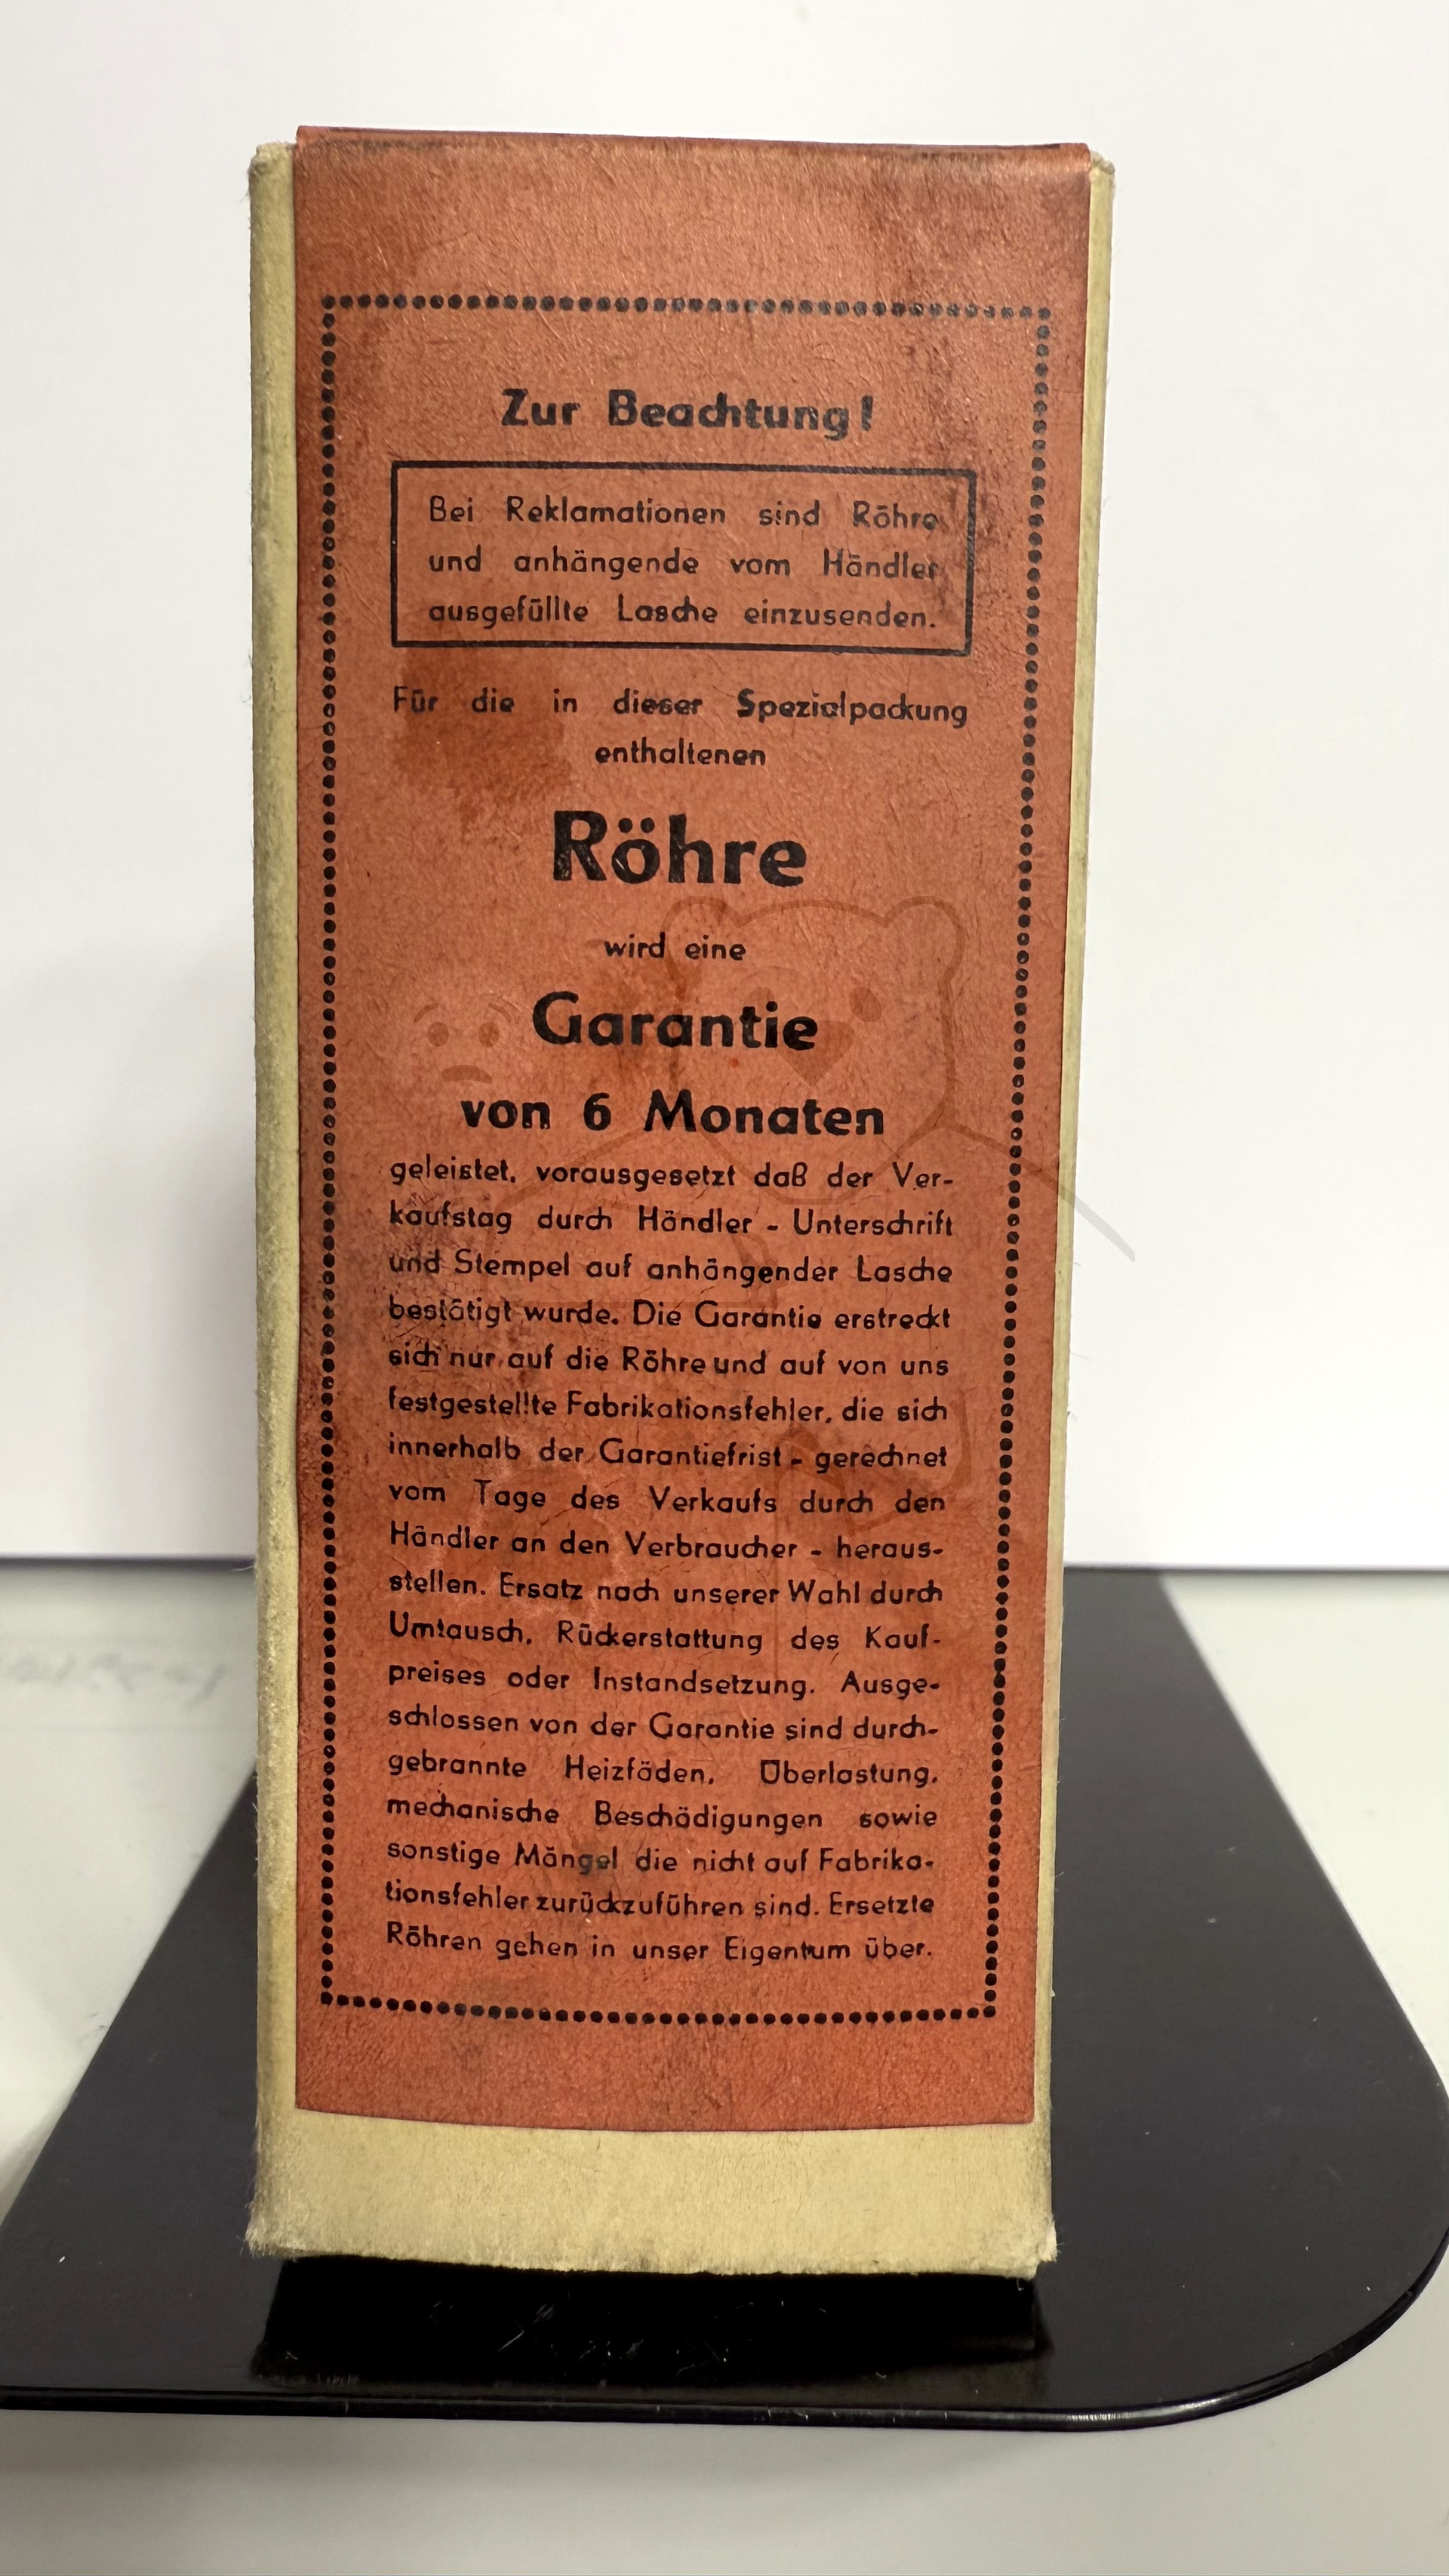 Zur Beachtung!
Bei Reklamationen sind Röhre
und anhängende vom Händler
ausgefüllte Lasche einzusenden.
Für die in dieser Spezialpackung
enthaltenen
Röhre
wird eine
Garantie
von 6 Monaten
geleistet, vorausgesetzt daß der Ver-
kaufstag durch Händler - Unterschrift
und Stempel auf anhängender Lasche
bestätigt wurde. Die Garantie erstreckt
sich nur auf die Röhre und auf von uns
festgestellte Fabrikationsfehler, die sich
innerhalb der Garantiefrist - gerechnet
vom Tage des Verkaufs durch den
Händler an den Verbraucher - heraus-
stellen. Ersatz nach unserer Wahl durch
Umtausch, Rückerstattung des Kauf-
preises oder Instandsetzung. Ausge-
schlossen von der Garantie sind durch-
gebrannte Heizfäden, Überlastung,
mechanische Beschädigungen sowie
sonstige Mängel die nicht auf Fabrika-
tionsfehler zurückzuführen sind. Ersetzte
Röhren gehen in unser Eigentum über.